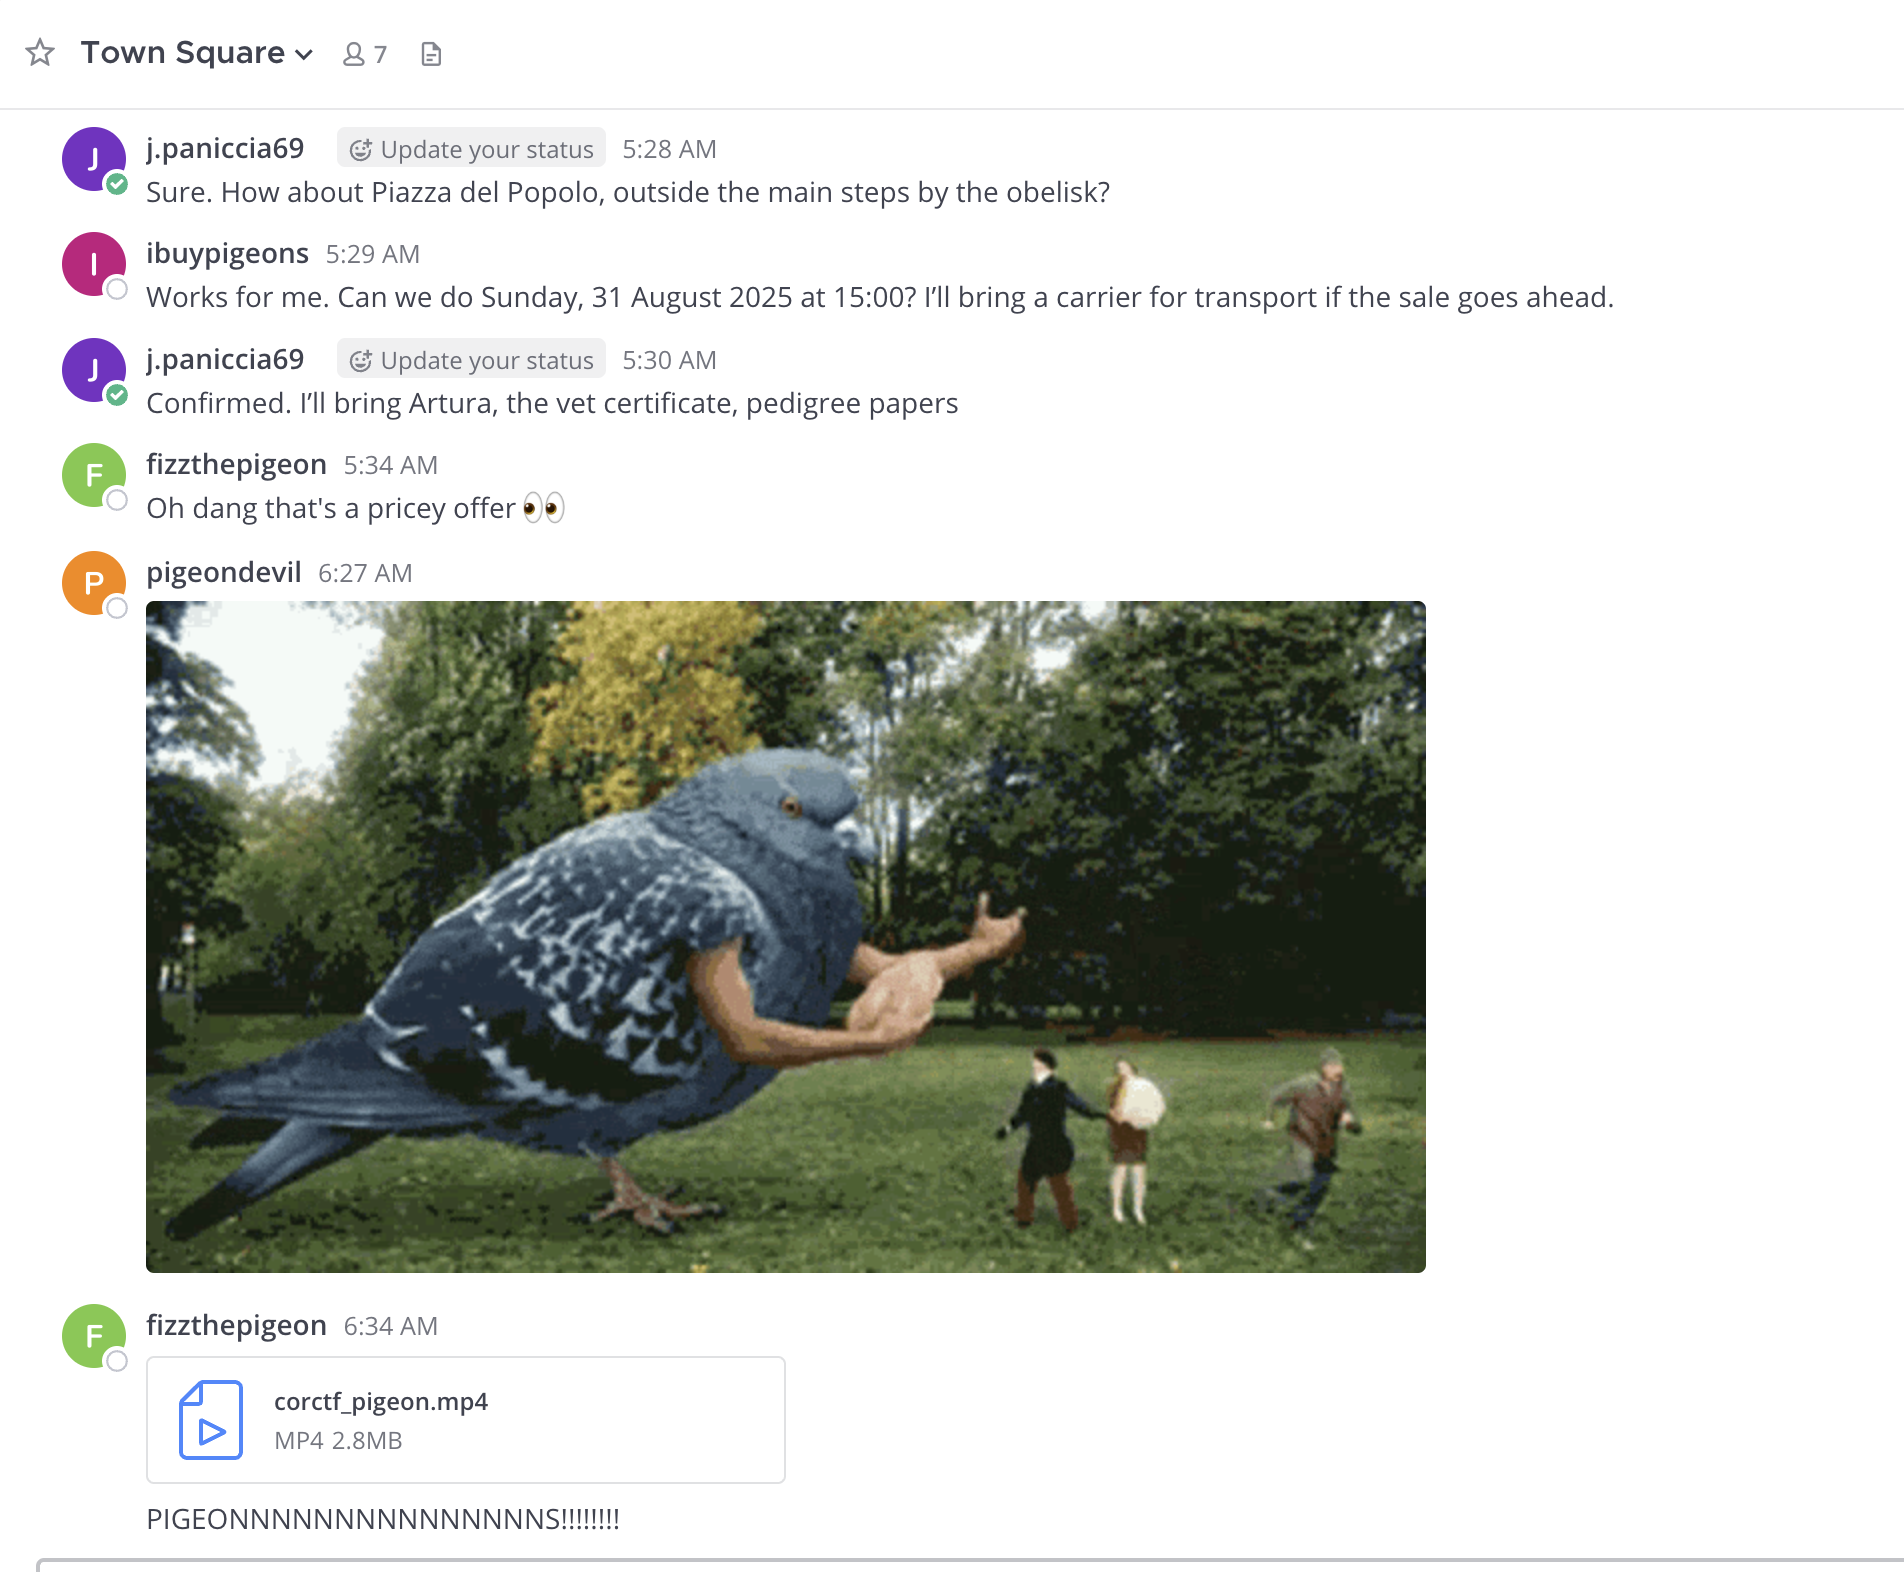 Town Square 7
J j.paniccia69 Update your status 5:28 AM
Sure. How about Piazza del Popolo, outside the main steps by the obelisk?
I ibuypigeons 5:29 AM
Works for me. Can we do Sunday, 31 August 2025 at 15:00? I’ll bring a carrier for transport if the sale goes ahead.
J j.paniccia69 Update your status 5:30 AM
Confirmed. I’ll bring Artura, the vet certificate, pedigree papers
F fizzthepigeon 5:34 AM
Oh dang that's a pricey offer 👀
P pigeondevil 6:27 AM
F fizzthepigeon 6:34 AM
corctf_pigeon.mp4
MP4 2.8MB
PIGEONNNNNNNNNNNNNNNNS!!!!!!!!